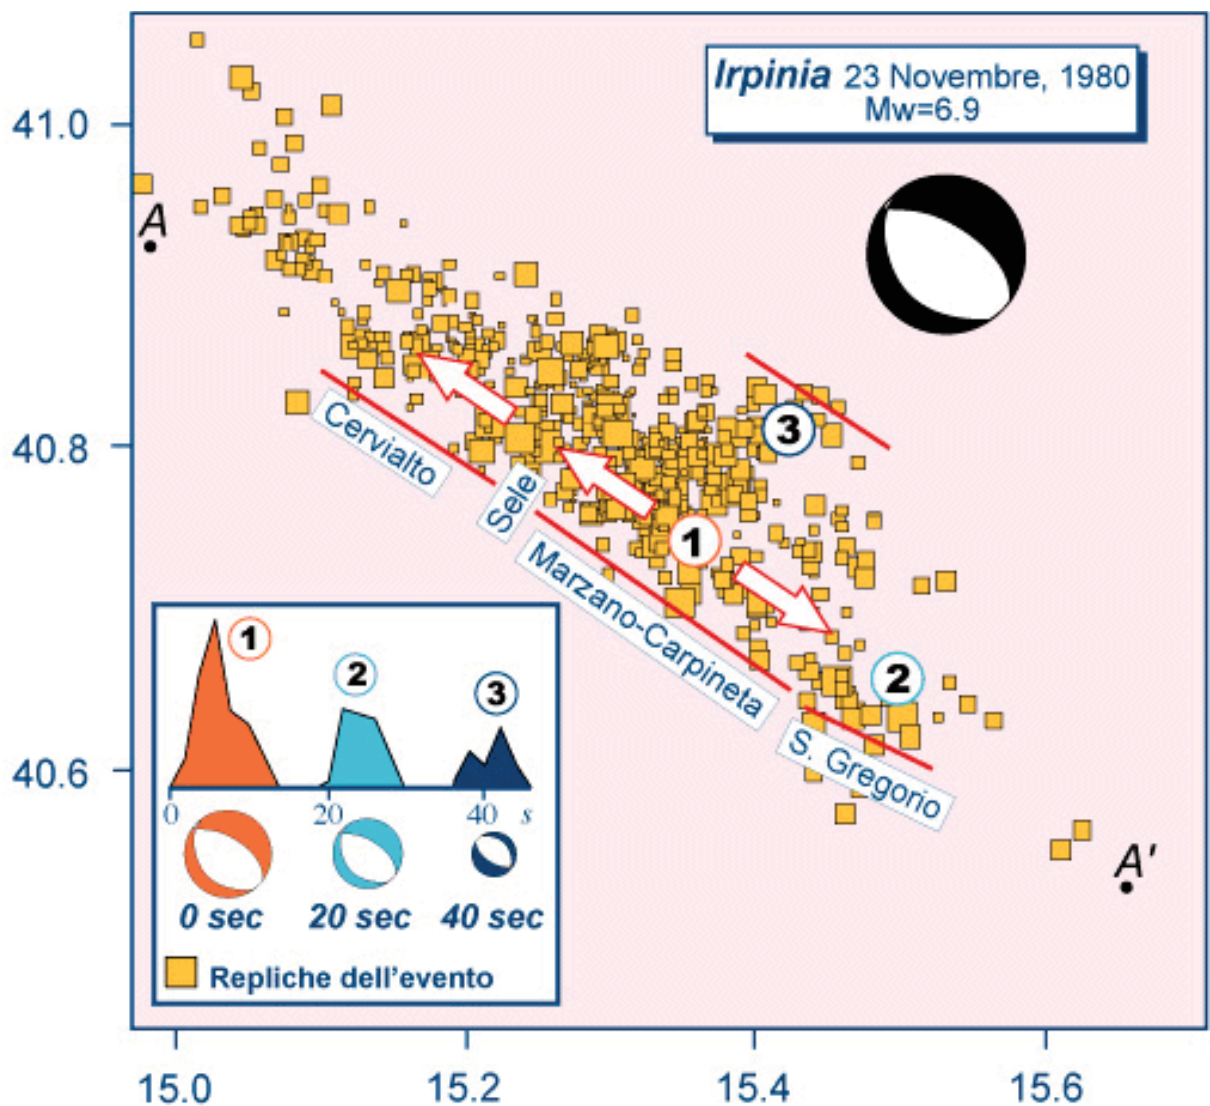 Irpinia 23 Novembre, 1980
Mw=6.9
41.0
A
40.8
3
Cervialto
Sele
1
Marzano-Carpineta
2
S. Gregorio
40.6
A'
1
2
3
0 20 40 s
0 sec 20 sec 40 sec
Repliche dell'evento
15.0 15.2 15.4 15.6